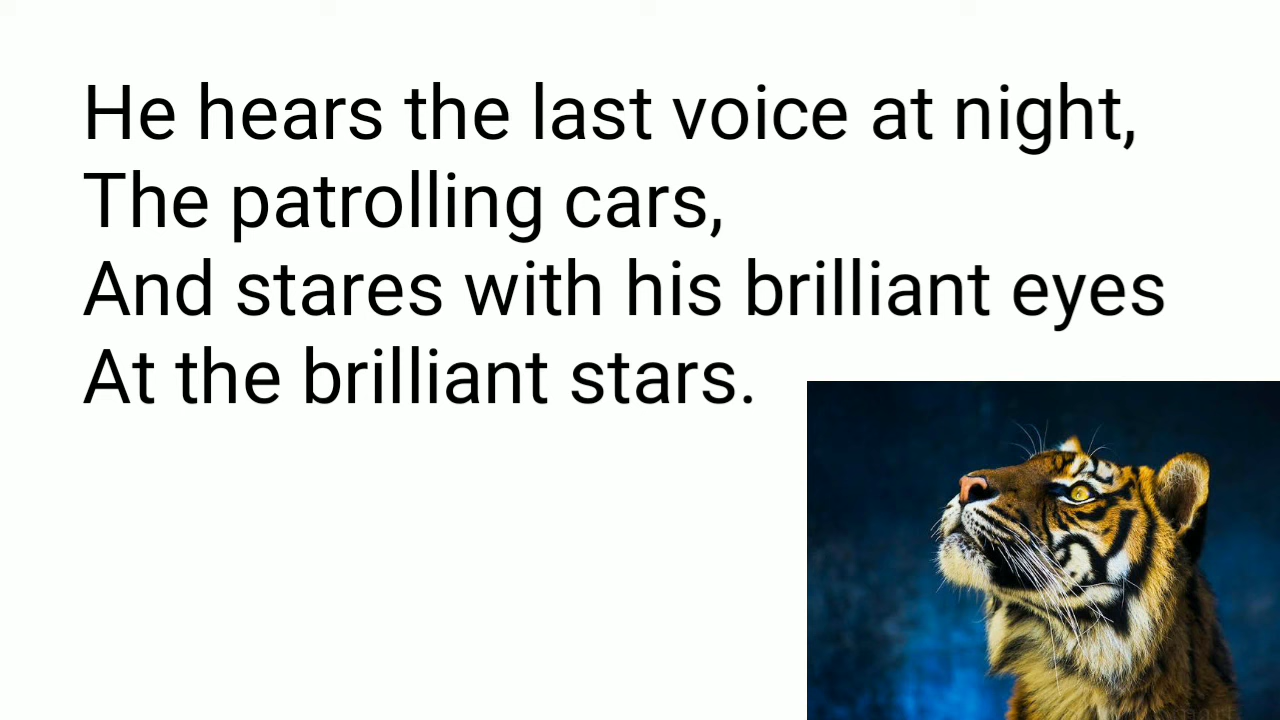 He hears the last voice at night,
The patrolling cars,
And stares with his brilliant eyes
At the brilliant stars.